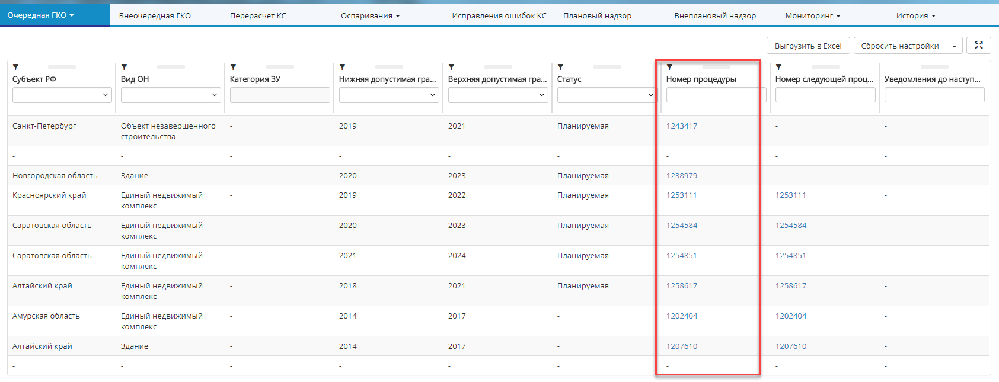 Очередная ГКО Внеочередная ГКО Перерасчет КС Оспаривания Исправления ошибок КС Плановый надзор Внеплановый надзор Мониторинг История
Выгрузить в Excel Сбросить настройки
Субъект РФ Вид ОН Категория ЗУ Нижняя допустимая гра... Верхняя допустимая гра... Статус Номер процедуры Номер следующей проц... Уведомления до наступ...
Санкт-Петербург Объект незавершенного - 2019 2021 Планируемая 1243417 - -
строительства
- - - - - - - - -
Новгородская область Здание - 2020 2023 Планируемая 1238979 - -
Красноярский край Единый недвижимый - 2019 2022 Планируемая 1253111 1253111 -
комплекс
Саратовская область Единый недвижимый - 2020 2023 Планируемая 1254584 1254584 -
комплекс
Саратовская область Единый недвижимый - 2021 2024 Планируемая 1254851 1254851 -
комплекс
Алтайский край Единый недвижимый - 2018 2021 Планируемая 1258617 1258617 -
комплекс
Амурская область Единый недвижимый - 2014 2017 - 1202404 1202404 -
комплекс
Алтайский край Здание - 2014 2017 - 1207610 1207610 -
- - - - - - - - -